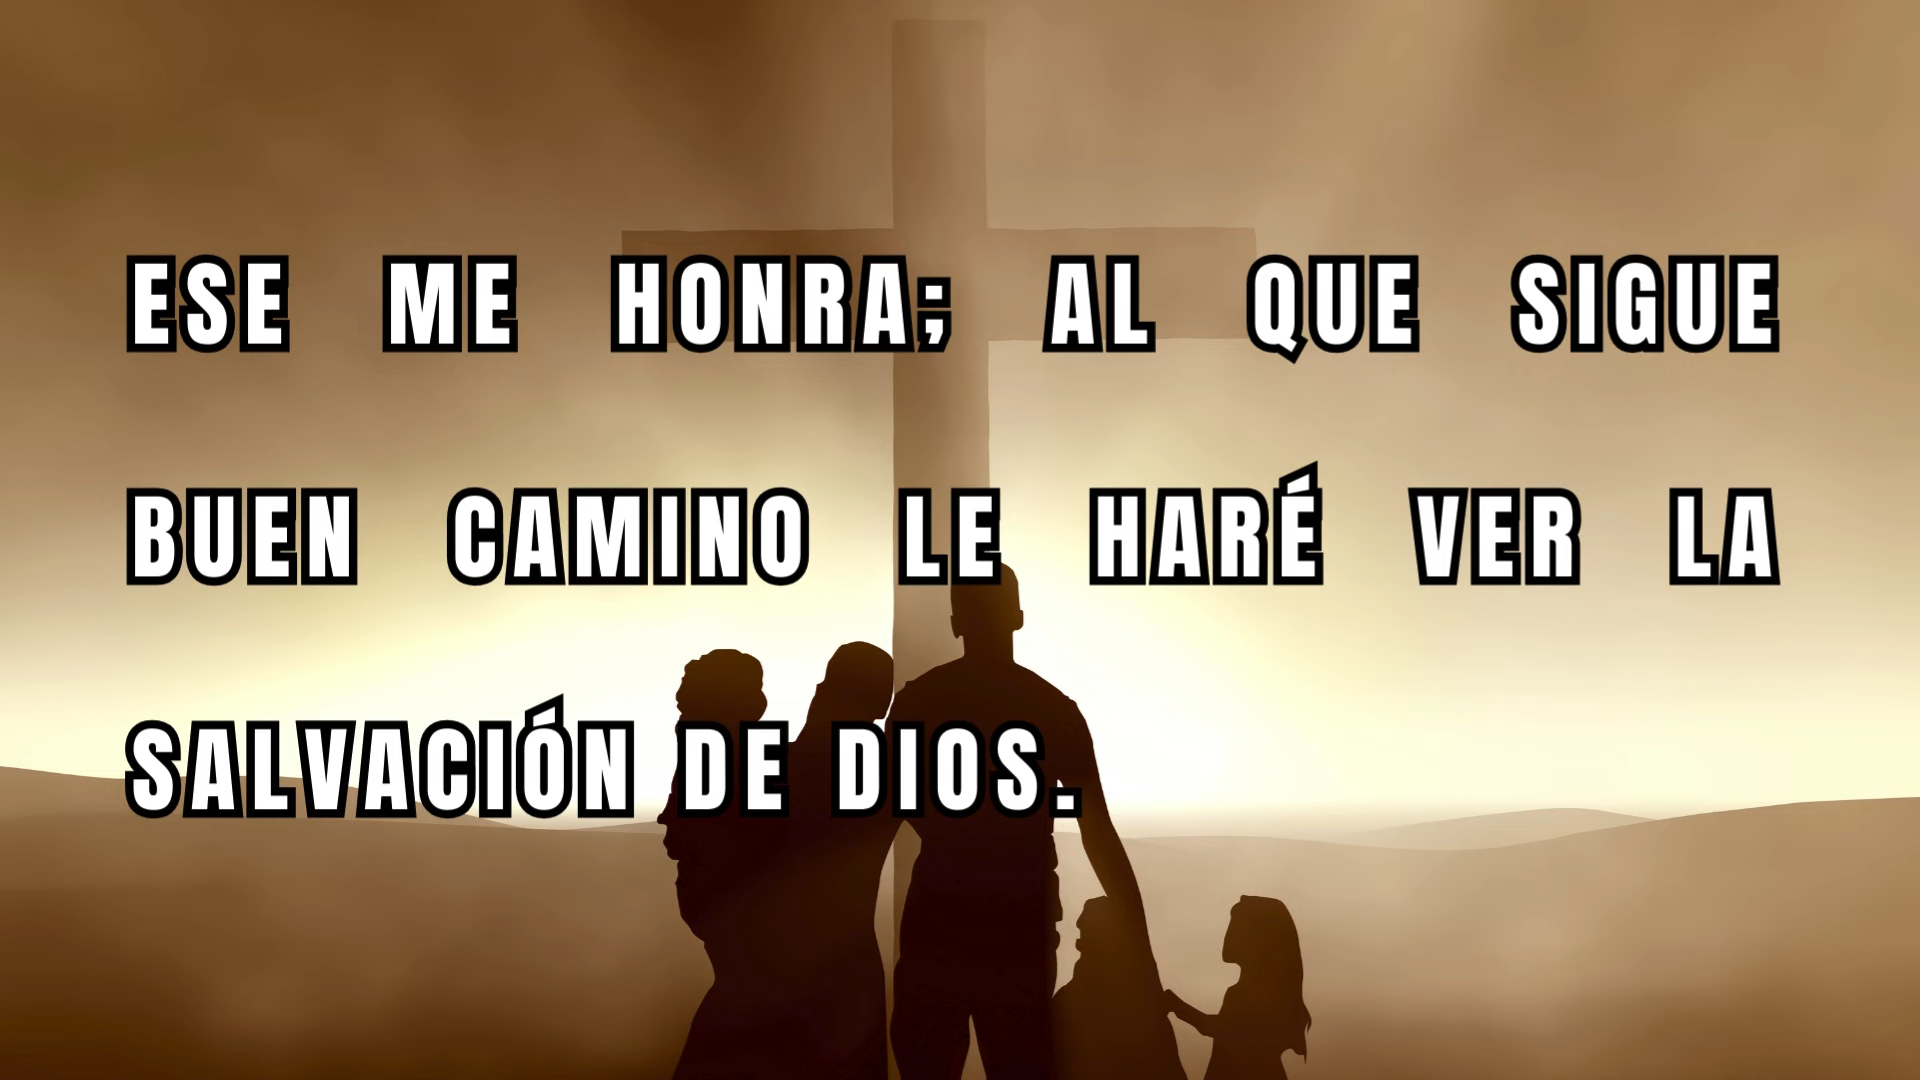 ESE ME HONRA; AL QUE SIGUE
BUEN CAMINO LE HARÉ VER LA
SALVACIÓN DE DIOS.